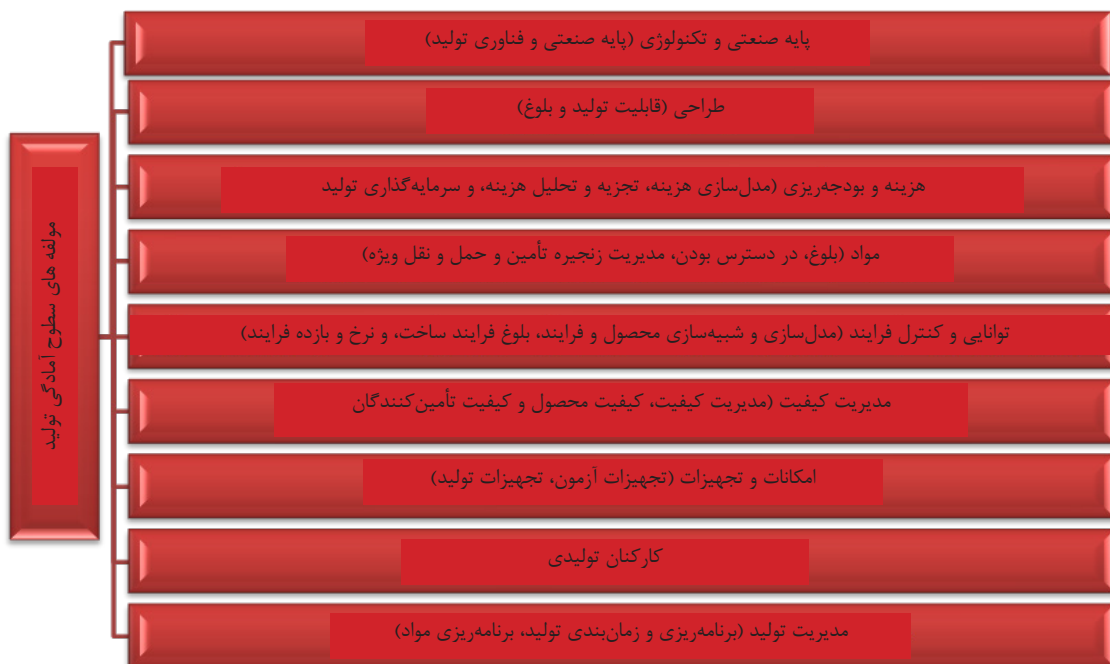 مولفه های سطوح آمادگی تولید
پایه صنعتی و تکنولوژی (پایه صنعتی و فناوری تولید)
طراحی (قابلیت تولید و بلوغ)
هزینه و بودجه‌ریزی (مدل‌سازی هزینه، تجزیه و تحلیل هزینه، و سرمایه‌گذاری تولید
مواد (بلوغ، در دسترس بودن، مدیریت زنجیره تأمین و حمل و نقل ویژه)
توانایی و کنترل فرایند (مدل‌سازی و شبیه‌سازی محصول و فرایند، بلوغ فرایند ساخت، و نرخ و بازده فرایند)
مدیریت کیفیت (مدیریت کیفیت، کیفیت محصول و کیفیت تأمین‌کنندگان
امکانات و تجهیزات (تجهیزات آزمون، تجهیزات تولید)
کارکنان تولیدی
مدیریت تولید (برنامه‌ریزی و زمان‌بندی تولید، برنامه‌ریزی مواد)